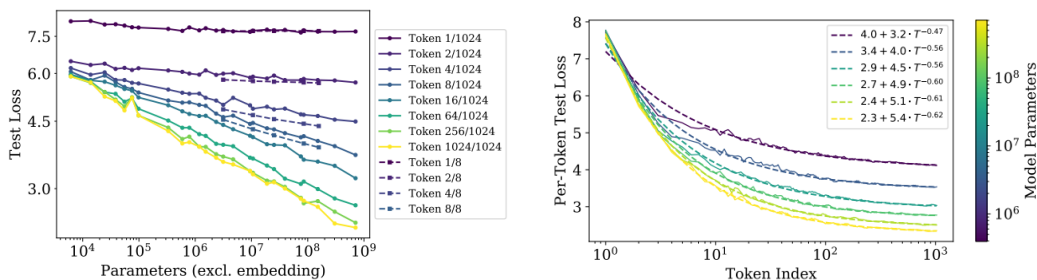 7.5
6.0
4.5
3.0
Test Loss
10^4
10^5
10^6
10^7
10^8
10^9
Parameters (excl. embedding)
Token 1/1024
Token 2/1024
Token 4/1024
Token 8/1024
Token 16/1024
Token 64/1024
Token 256/1024
Token 1024/1024
Token 1/8
Token 2/8
Token 4/8
Token 8/8
8
7
6
5
4
3
Per-Token Test Loss
10^0
10^1
10^2
10^3
Token Index
4.0 + 3.2 · T^−0.47
3.4 + 4.0 · T^−0.56
2.9 + 4.5 · T^−0.56
2.7 + 4.9 · T^−0.60
2.4 + 5.1 · T^−0.61
2.3 + 5.4 · T^−0.62
10^8
10^7
10^6
Model Parameters